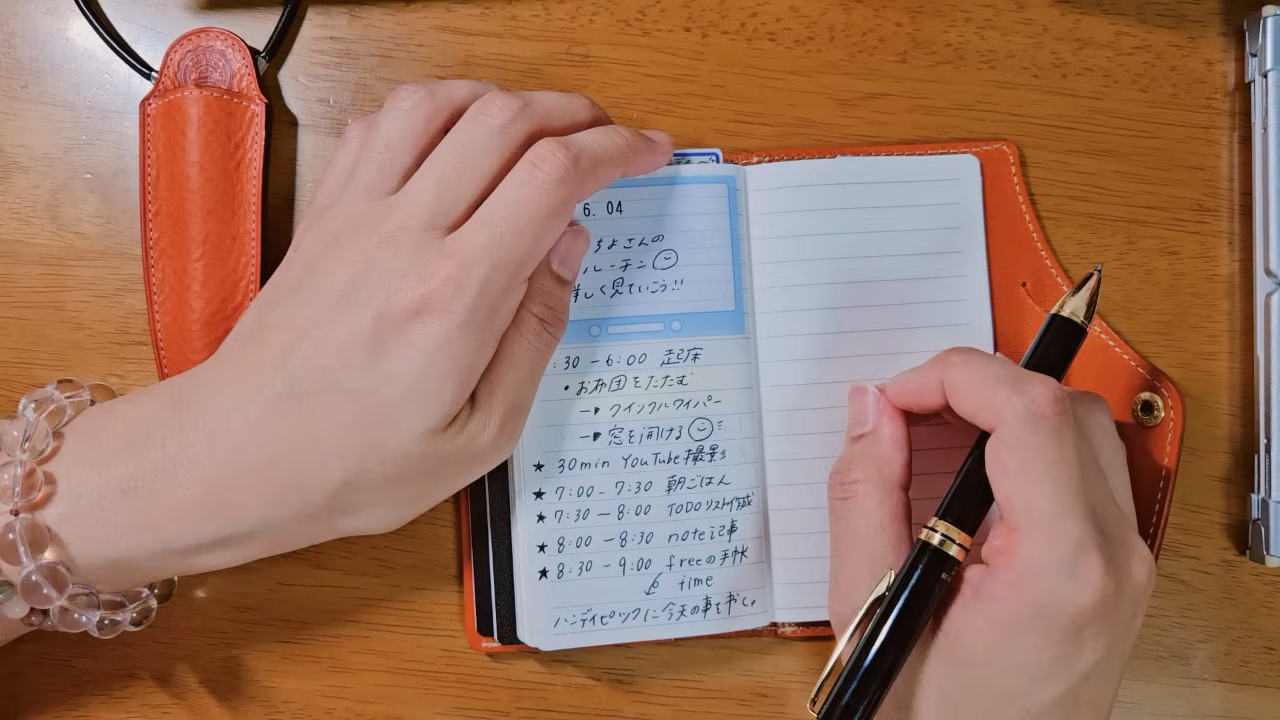 6. 04
ちよさんの
ルーチン
しく見ていこう!!
:30 - 6:00 起床
• お布団をたたむ
→ クイックルワイパー
→ 窓を開ける
★ 30min YouTube撮影
★ 7:00 - 7:30 朝ごはん
★ 7:30 - 8:00 TODOリスト作成
★ 8:00 - 8:30 note記事
★ 8:30 - 9:00 freeの手帳
time
ハンディピックに今天の事を書く。